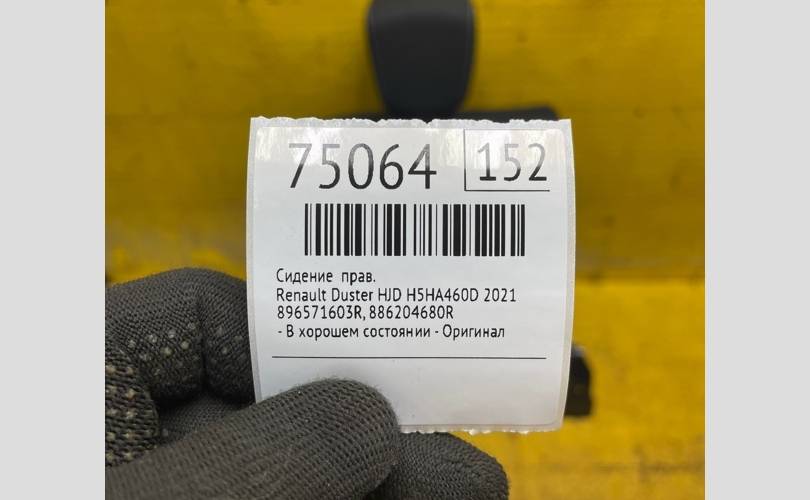 75064 152
Сидение прав.
Renault Duster HJD H5HA460D 2021
896571603R, 886204680R
- В хорошем состоянии - Оригинал